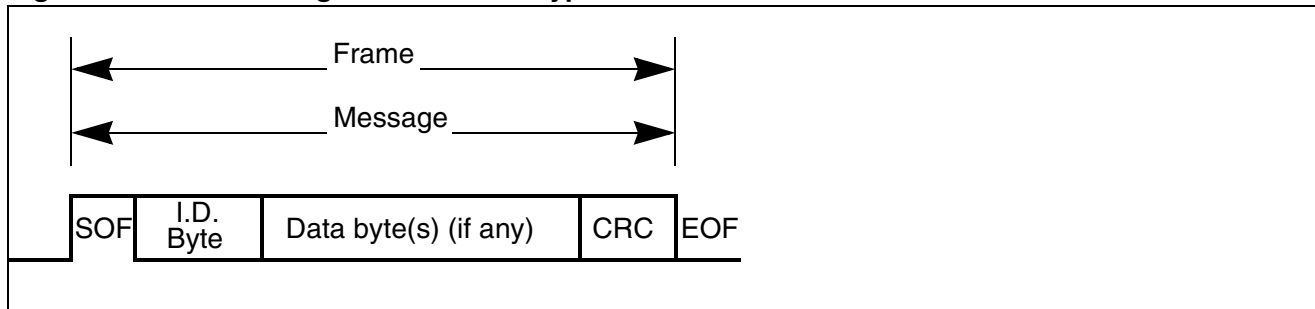 Frame
Message
SOF
I.D.
Byte
Data byte(s) (if any)
CRC
EOF